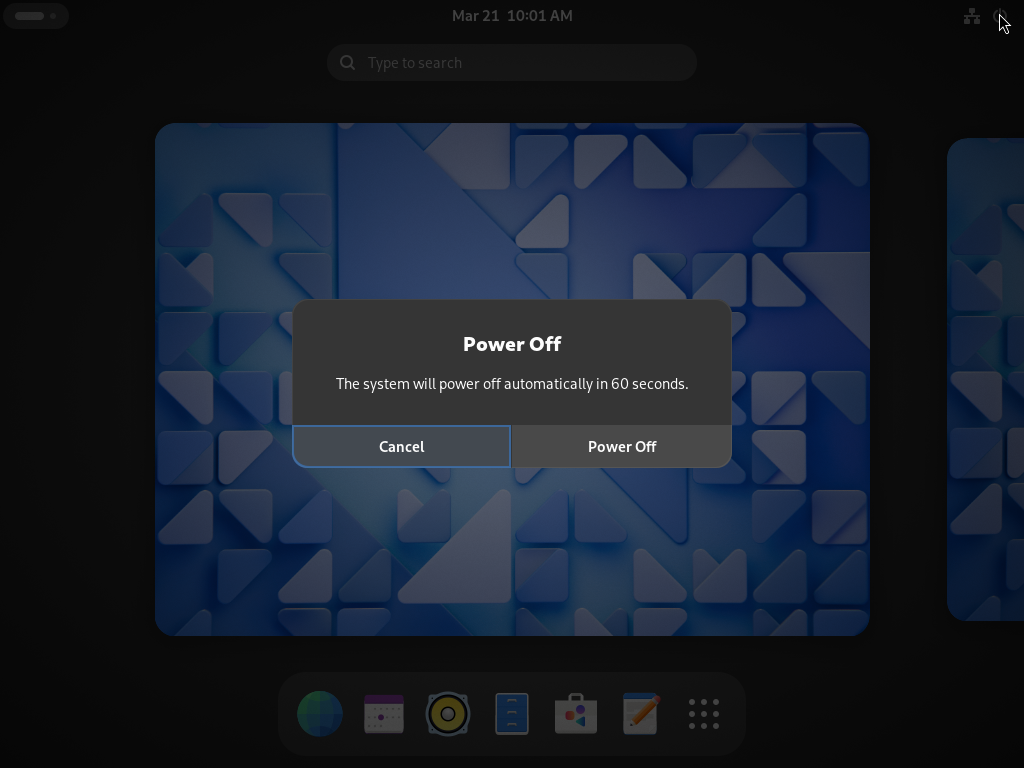 Mar 21 10:01 AM
Type to search
Power Off
The system will power off automatically in 60 seconds.
Cancel
Power Off